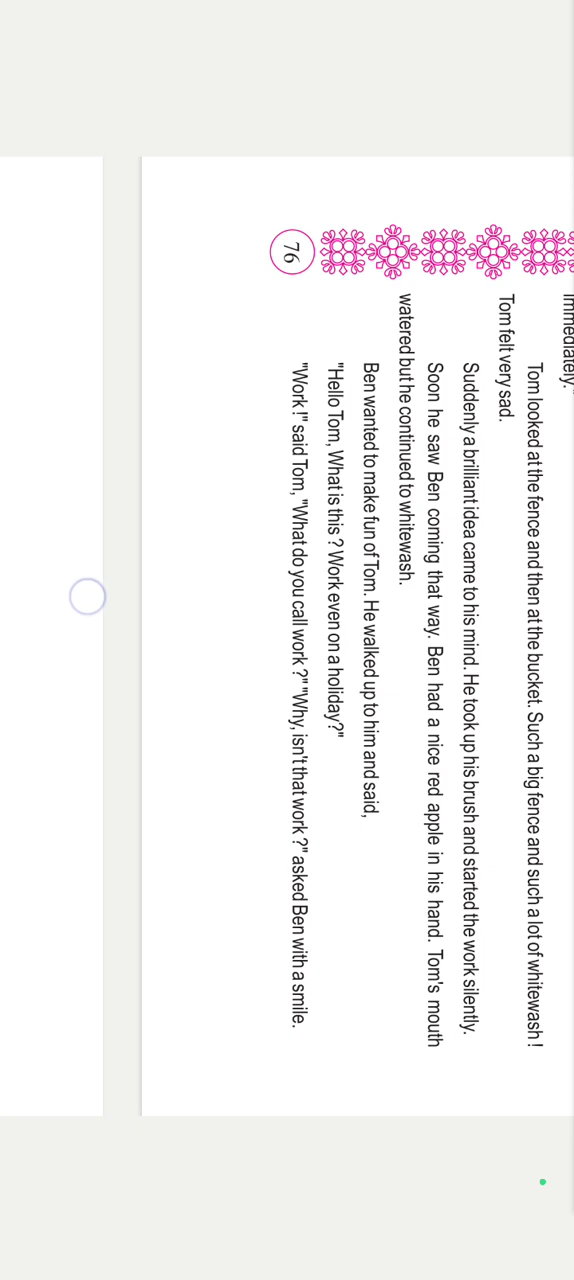 immediately."
Tom looked at the fence and then at the bucket. Such a big fence and such a lot of whitewash !
Tom felt very sad.
Suddenly a brilliant idea came to his mind. He took up his brush and started the work silently.
Soon he saw Ben coming that way. Ben had a nice red apple in his hand. Tom's mouth
watered but he continued to whitewash.
Ben wanted to make fun of Tom. He walked up to him and said,
"Hello Tom, What is this ? Work even on a holiday?"
"Work !" said Tom, "What do you call work ?" "Why, isn't that work ?" asked Ben with a smile.
76